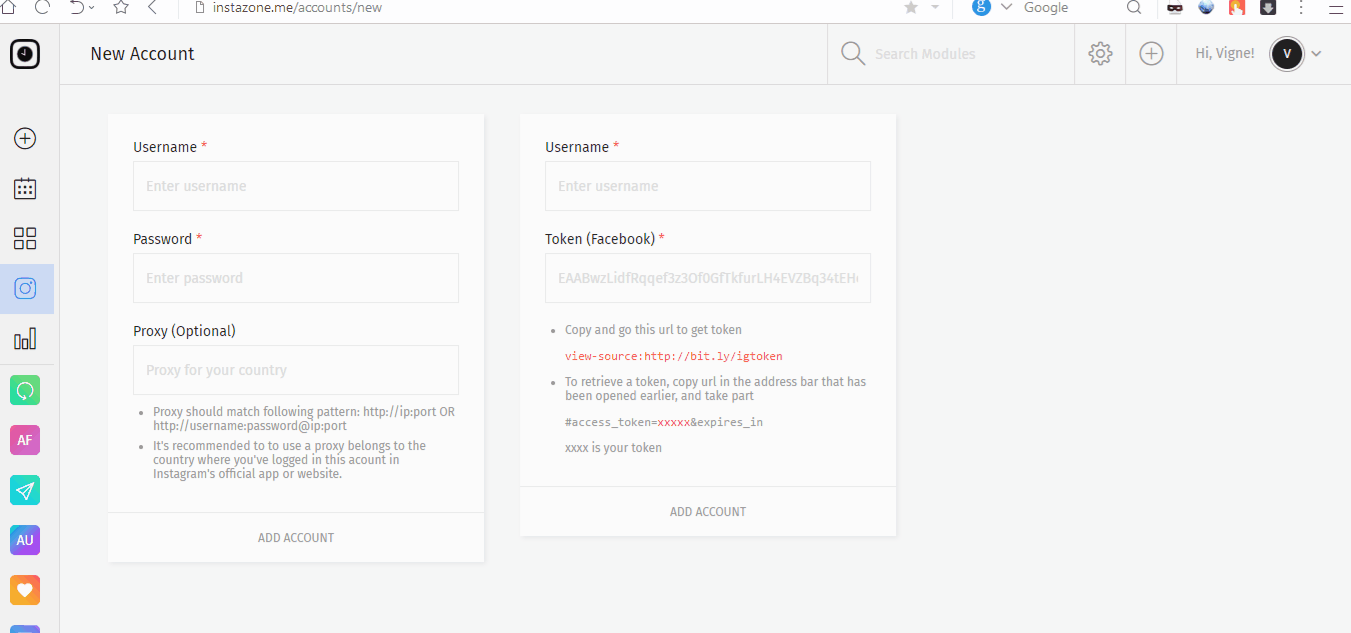 instazone.me/accounts/new
g
Google
New Account
Search Modules
Hi, Vigne!
V
Username *
Enter username
Password *
Enter password
Proxy (Optional)
Proxy for your country
Proxy should match following pattern: http://ip:port OR
http://username:password@ip:port
It's recommended to to use a proxy belongs to the
country where you've logged in this acount in
Instagram's official app or website.
ADD ACCOUNT
Username *
Enter username
Token (Facebook) *
Copy and go this url to get token
view-source:http://bit.ly/igtoken
To retrieve a token, copy url in the address bar that has
been opened earlier, and take part
#access_token=xxxxx&expires_in
xxxx is your token
ADD ACCOUNT
AF
AU